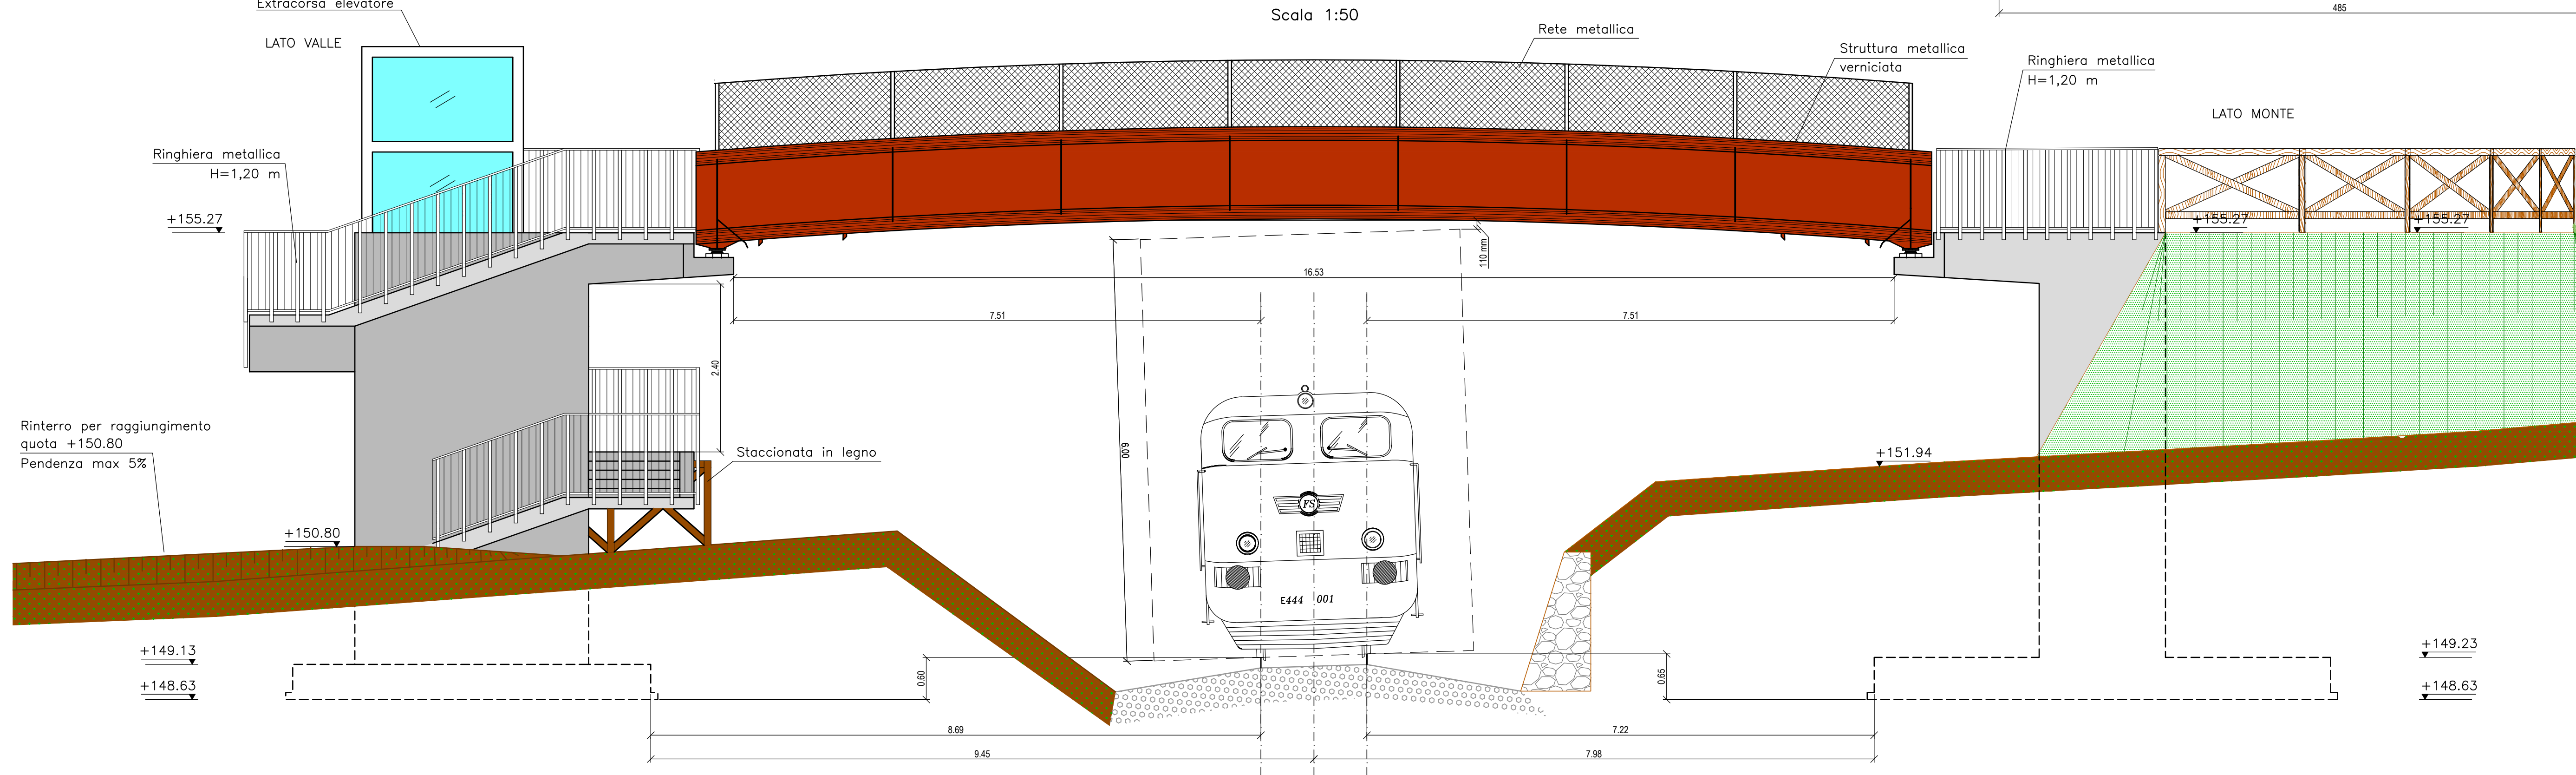 Extracorsa elevatore
LATO VALLE
Scala 1:50
Rete metallica
Struttura metallica
verniciata
485
Ringhiera metallica
H=1,20 m
LATO MONTE
Ringhiera metallica
H=1,20 m
+155.27
+155.27
+155.27
110 mm
16.53
7.51
7.51
2.40
6.00
Rinterro per raggiungimento
quota +150.80
Pendenza max 5%
Staccionata in legno
+151.94
+150.80
FS
E444 001
+149.13
+148.63
0.60
0.65
+149.23
+148.63
8.69
7.22
9.45
7.98